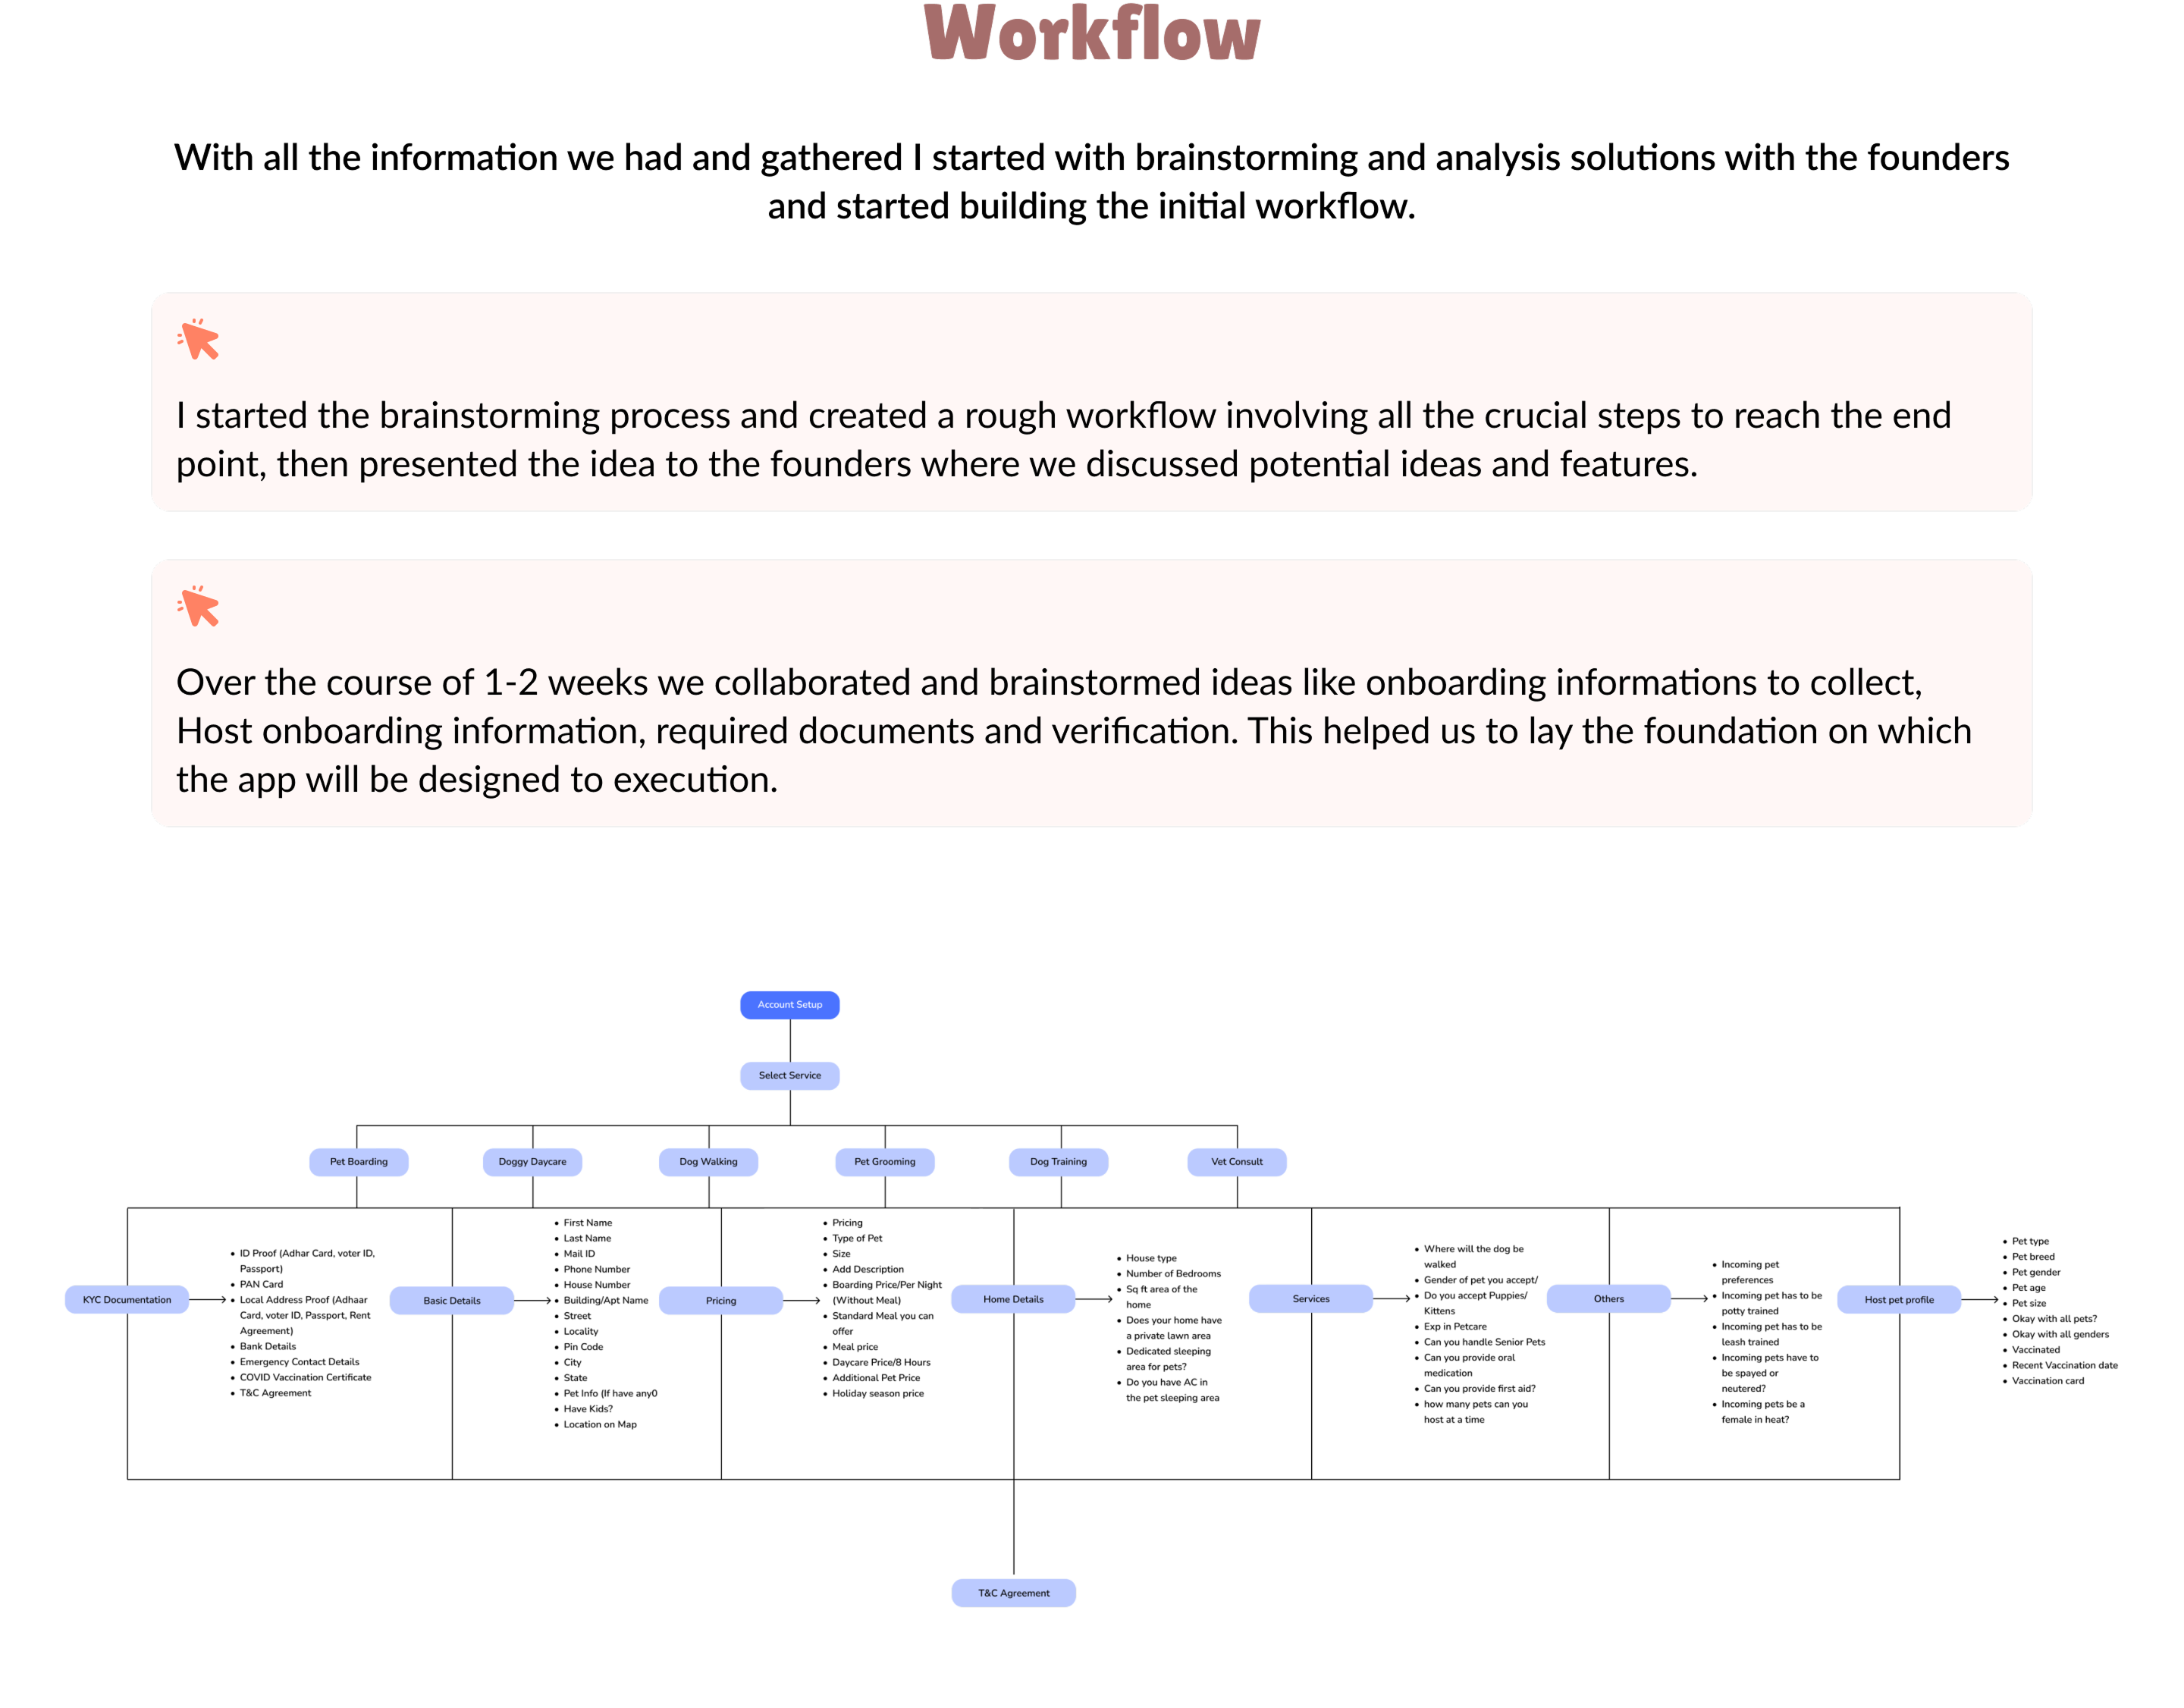 Workflow
With all the information we had and gathered I started with brainstorming and analysis solutions with the founders
and started building the initial workflow.
I started the brainstorming process and created a rough workflow involving all the crucial steps to reach the end
point, then presented the idea to the founders where we discussed potential ideas and features.
Over the course of 1-2 weeks we collaborated and brainstormed ideas like onboarding informations to collect,
Host onboarding information, required documents and verification. This helped us to lay the foundation on which
the app will be designed to execution.
Account Setup
Select Service
Pet Boarding
Doggy Daycare
Dog Walking
Pet Grooming
Dog Training
Vet Consult
KYC Documentation
• ID Proof (Adhar Card, voter ID,
Passport)
• PAN Card
• Local Address Proof (Adhaar
Card, voter ID, Passport, Rent
Agreement)
• Bank Details
• Emergency Contact Details
• COVID Vaccination Certificate
• T&C Agreement
Basic Details
• First Name
• Last Name
• Mail ID
• Phone Number
• House Number
• Building/Apt Name
• Street
• Locality
• Pin Code
• City
• State
• Pet Info (If have any0
• Have Kids?
• Location on Map
Pricing
• Pricing
• Type of Pet
• Size
• Add Description
• Boarding Price/Per Night
(Without Meal)
• Standard Meal you can
offer
• Meal price
• Daycare Price/8 Hours
• Additional Pet Price
• Holiday season price
Home Details
• House type
• Number of Bedrooms
• Sq ft area of the
home
• Does your home have
a private lawn area
• Dedicated sleeping
area for pets?
• Do you have AC in
the pet sleeping area
Services
• Where will the dog be
walked
• Gender of pet you accept/
• Do you accept Puppies/
Kittens
• Exp in Petcare
• Can you handle Senior Pets
• Can you provide oral
medication
• Can you provide first aid?
• how many pets can you
host at a time
Others
• Incoming pet
preferences
• Incoming pet has to be
potty trained
• Incoming pet has to be
leash trained
• Incoming pets have to
be spayed or
neutered?
• Incoming pets be a
female in heat?
Host pet profile
• Pet type
• Pet breed
• Pet gender
• Pet age
• Pet size
• Okay with all pets?
• Okay with all genders
• Vaccinated
• Recent Vaccination date
• Vaccination card
T&C Agreement